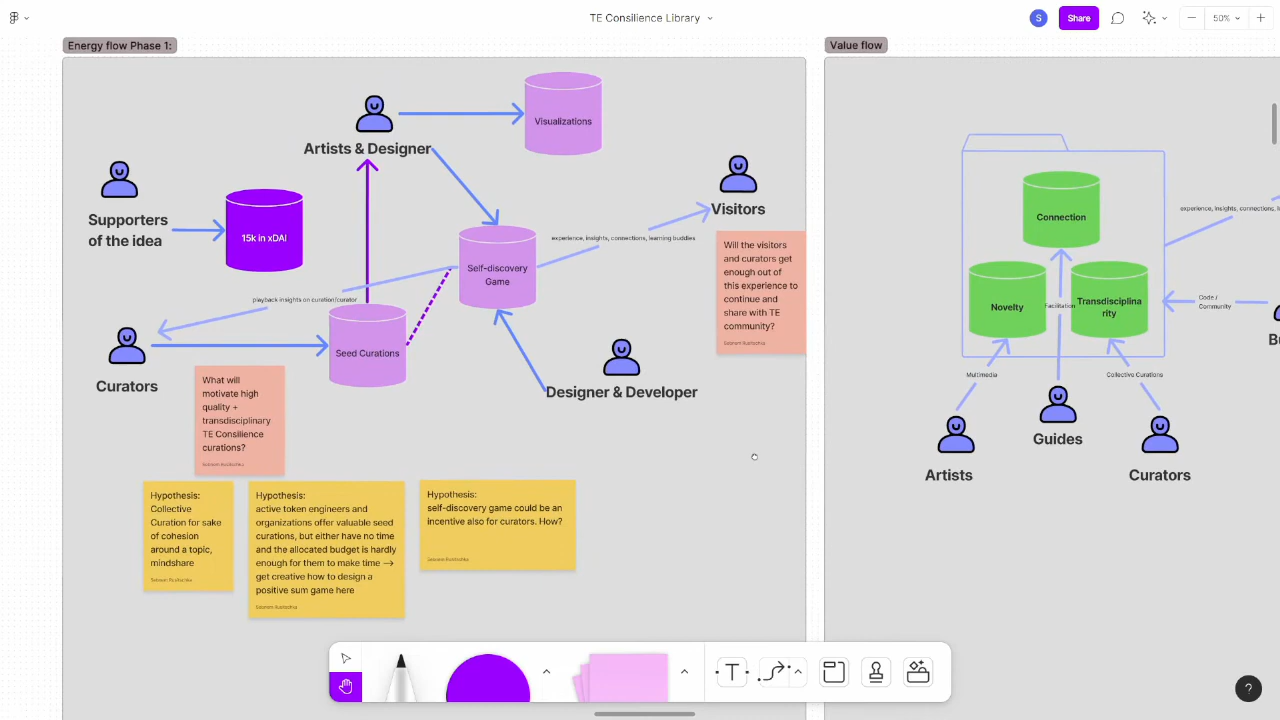 TE Consilience Library
S
Share
50%
Energy flow Phase 1:
Value flow
Visualizations
Artists & Designer
Supporters
of the idea
15k in xDAI
Visitors
experience, insights, connections, learning buddies
Self-discovery
Game
playback insights on curation/curator
Seed Curations
Curators
Designer & Developer
Will the visitors
and curators get
enough out of
this experience to
continue and
share with TE
community?
What will
motivate high
quality +
transdisciplinary
TE Consilience
curations?
Hypothesis:
Collective
Curation for sake
of cohesion
around a topic,
mindshare
Hypothesis:
active token engineers and
organizations offer valuable seed
curations, but either have no time
and the allocated budget is hardly
enough for them to make time -->
get creative how to design a
positive sum game here
Hypothesis:
self-discovery game could be an
incentive also for curators. How?
Connection
experience, insights, connections, le
Novelty
Facilitation
Transdisciplina
rity
Code /
Community
Bu
Multimedia
Collective Curations
Guides
Artists
Curators
T
?